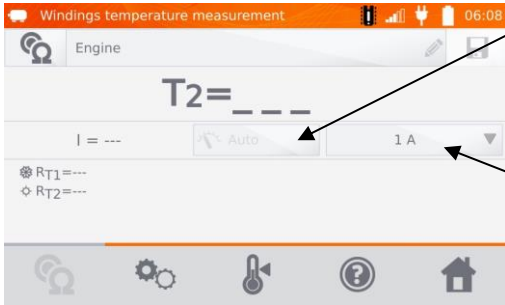 Windings temperature measurement 06:08
Engine
T2=_ _ _
I = --- Auto 1 A
RT1=---
RT2=---